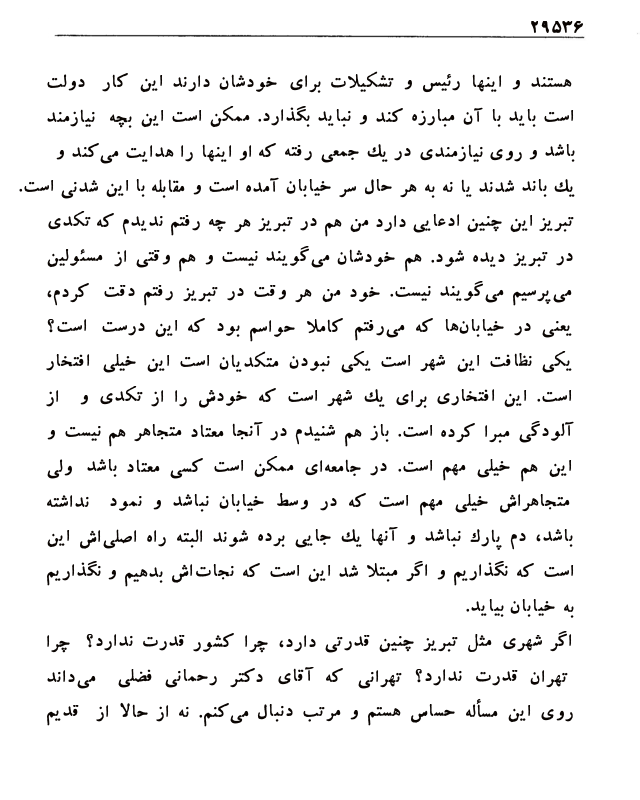 ۲۹۵۳۶
هستند و اینها رئیس و تشکیلات برای خودشان دارند این کار دولت
است باید با آن مبارزه کند و نباید بگذارد. ممکن است این بچه نیازمند
باشد و روی نیازمندی در یك جمعی رفته که او اینها را هدایت می‌کند و
یك باند شدند یا نه به هر حال سر خیابان آمده است و مقابله با این شدنی است.
تبریز این چنین ادعایی دارد من هم در تبریز هر چه رفتم ندیدم که تکدی
در تبریز دیده شود. هم خودشان می‌گویند نیست و هم وقتی از مسئولین
می‌پرسیم می‌گویند نیست. خود من هر وقت در تبریز رفتم دقت کردم،
یعنی در خیابان‌ها که می‌رفتم کاملا حواسم بود که این درست است؟
یکی نظافت این شهر است یکی نبودن متکدیان است این خیلی افتخار
است. این افتخاری برای یك شهر است که خودش را از تکدی و از
آلودگی مبرا کرده است. باز هم شنیدم در آنجا معتاد متجاهر هم نیست و
این هم خیلی مهم است. در جامعه‌ای ممکن است کسی معتاد باشد ولی
متجاهراش خیلی مهم است که در وسط خیابان نباشد و نمود نداشته
باشد، دم پارك نباشد و آنها یك جایی برده شوند البته راه اصلی‌اش این
است که نگذاریم و اگر مبتلا شد این است که نجات‌اش بدهیم و نگذاریم
به خیابان بیاید.
اگر شهری مثل تبریز چنین قدرتی دارد، چرا کشور قدرت ندارد؟ چرا
تهران قدرت ندارد؟ تهرانی که آقای دکتر رحمانی فضلی می‌داند
روی این مسأله حساس هستم و مرتب دنبال می‌کنم. نه از حالا از قدیم